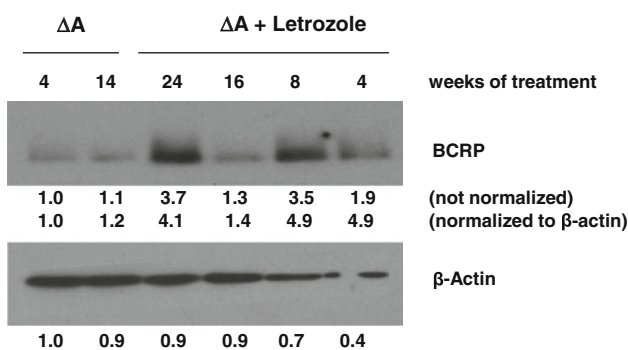 ΔA ΔA + Letrozole
4 14 24 16 8 4 weeks of treatment
BCRP
1.0 1.1 3.7 1.3 3.5 1.9 (not normalized)
1.0 1.2 4.1 1.4 4.9 4.9 (normalized to β-actin)
β-Actin
1.0 0.9 0.9 0.9 0.7 0.4